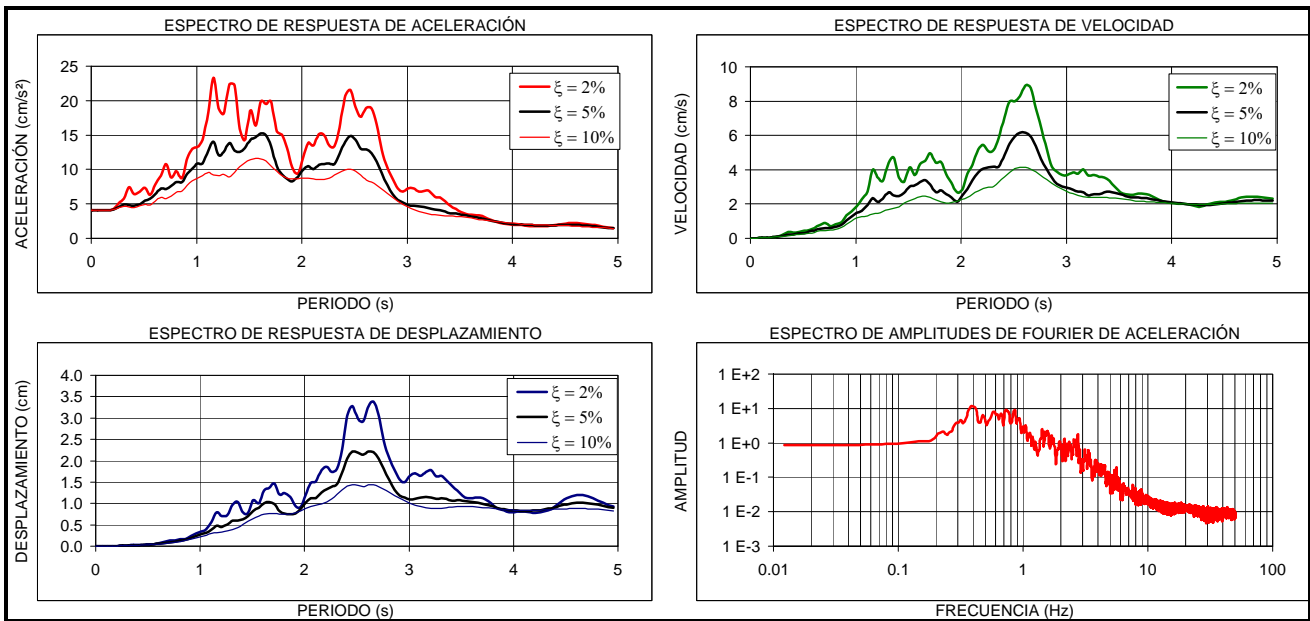 ESPECTRO DE RESPUESTA DE ACELERACIÓN
ACELERACIÓN (cm/s²)
25
20
15
10
5
0
0 1 2 3 4 5
PERIODO (s)
ξ = 2%
ξ = 5%
ξ = 10%
ESPECTRO DE RESPUESTA DE VELOCIDAD
VELOCIDAD (cm/s)
10
8
6
4
2
0
0 1 2 3 4 5
PERIODO (s)
ξ = 2%
ξ = 5%
ξ = 10%
ESPECTRO DE RESPUESTA DE DESPLAZAMIENTO
DESPLAZAMIENTO (cm)
4.0
3.5
3.0
2.5
2.0
1.5
1.0
0.5
0.0
0 1 2 3 4 5
PERIODO (s)
ξ = 2%
ξ = 5%
ξ = 10%
ESPECTRO DE AMPLITUDES DE FOURIER DE ACELERACIÓN
AMPLITUD
1 E+2
1 E+1
1 E+0
1 E-1
1 E-2
1 E-3
0.01 0.1 1 10 100
FRECUENCIA (Hz)